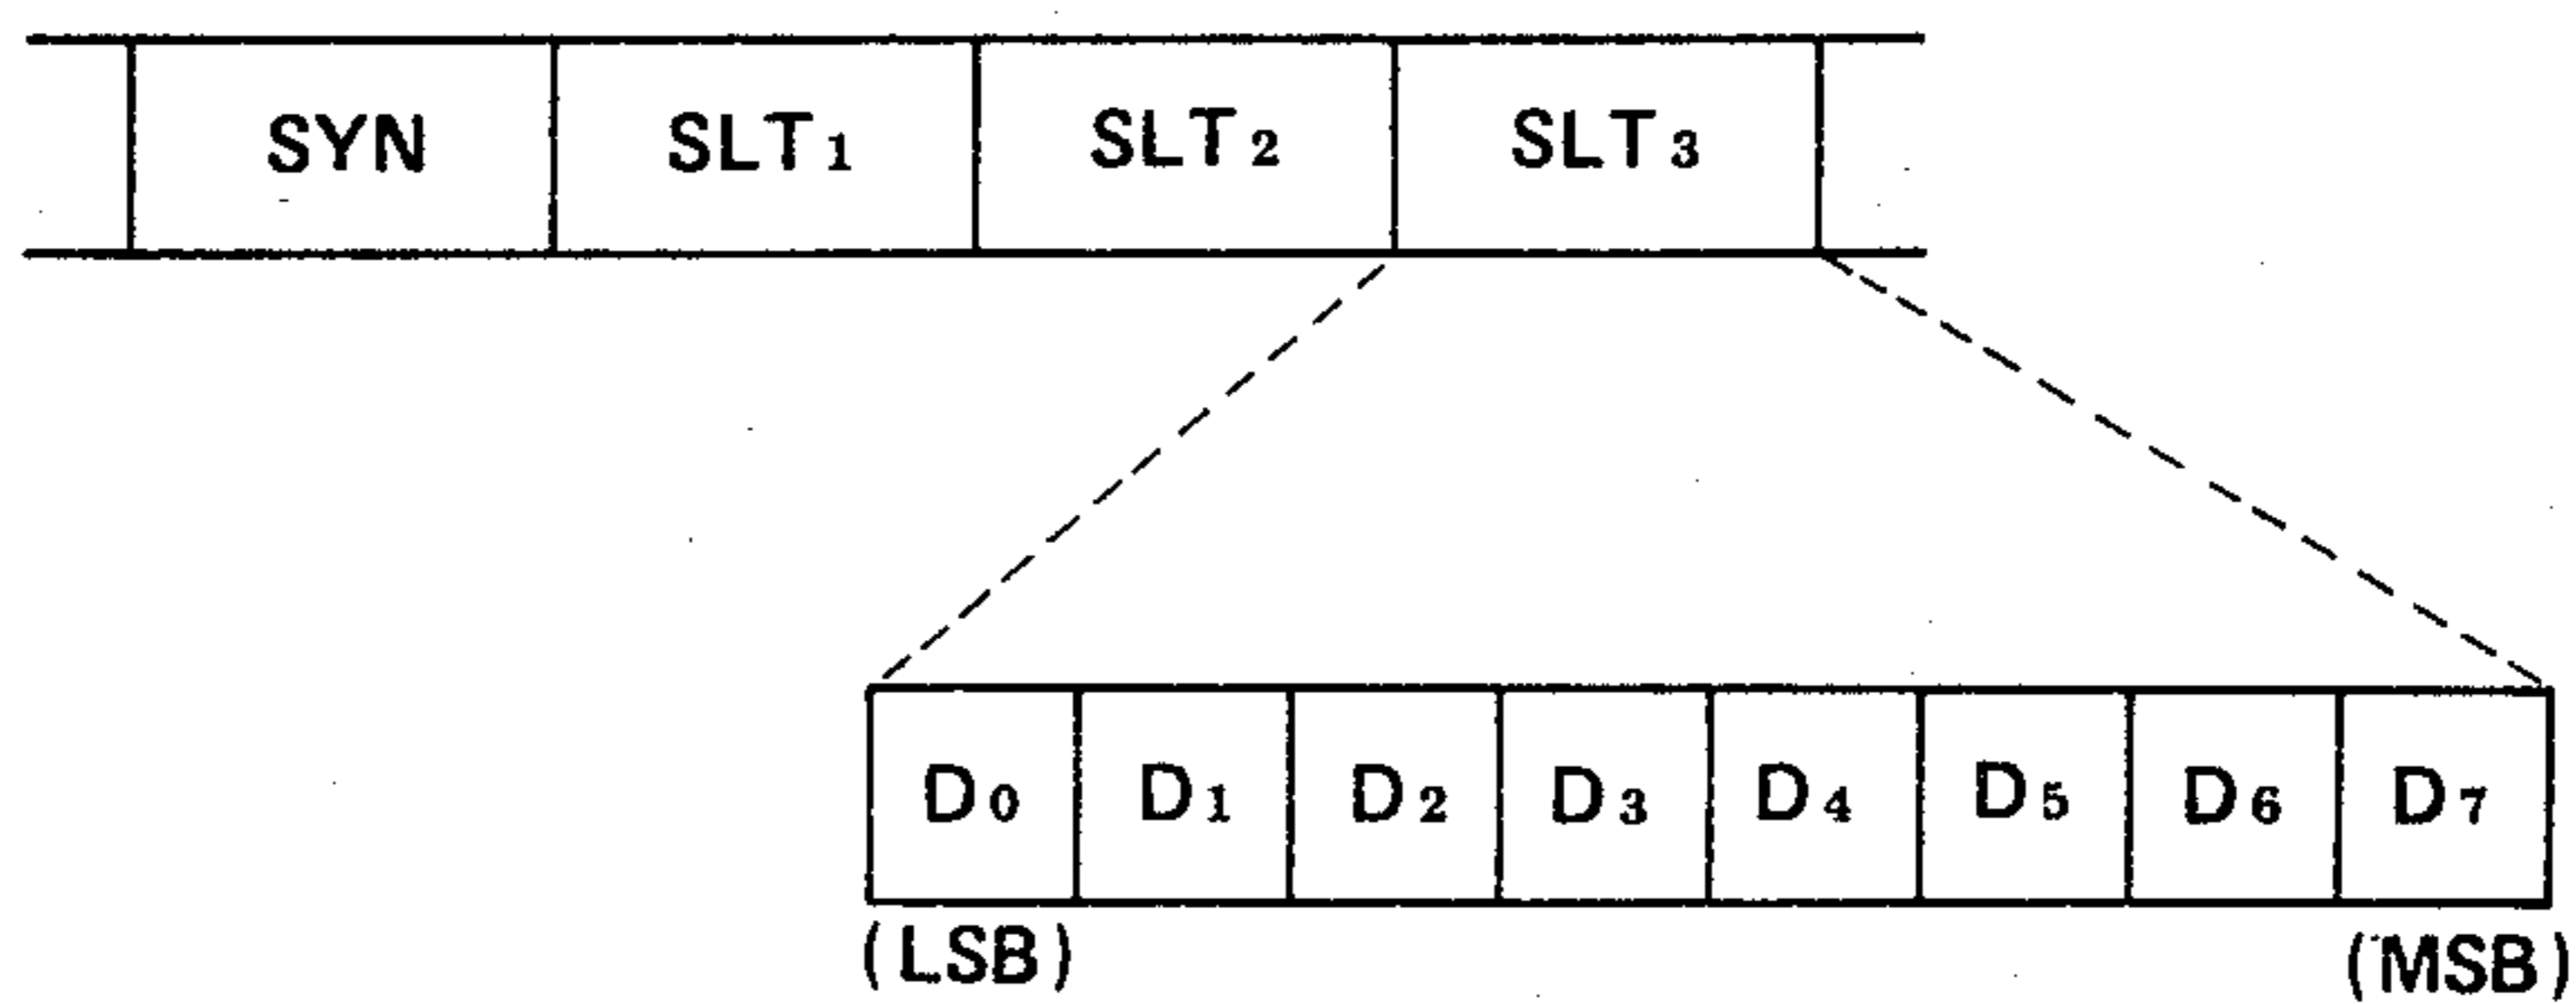 SYN SLT1 SLT2 SLT3
D0 D1 D2 D3 D4 D5 D6 D7
(LSB) (MSB)